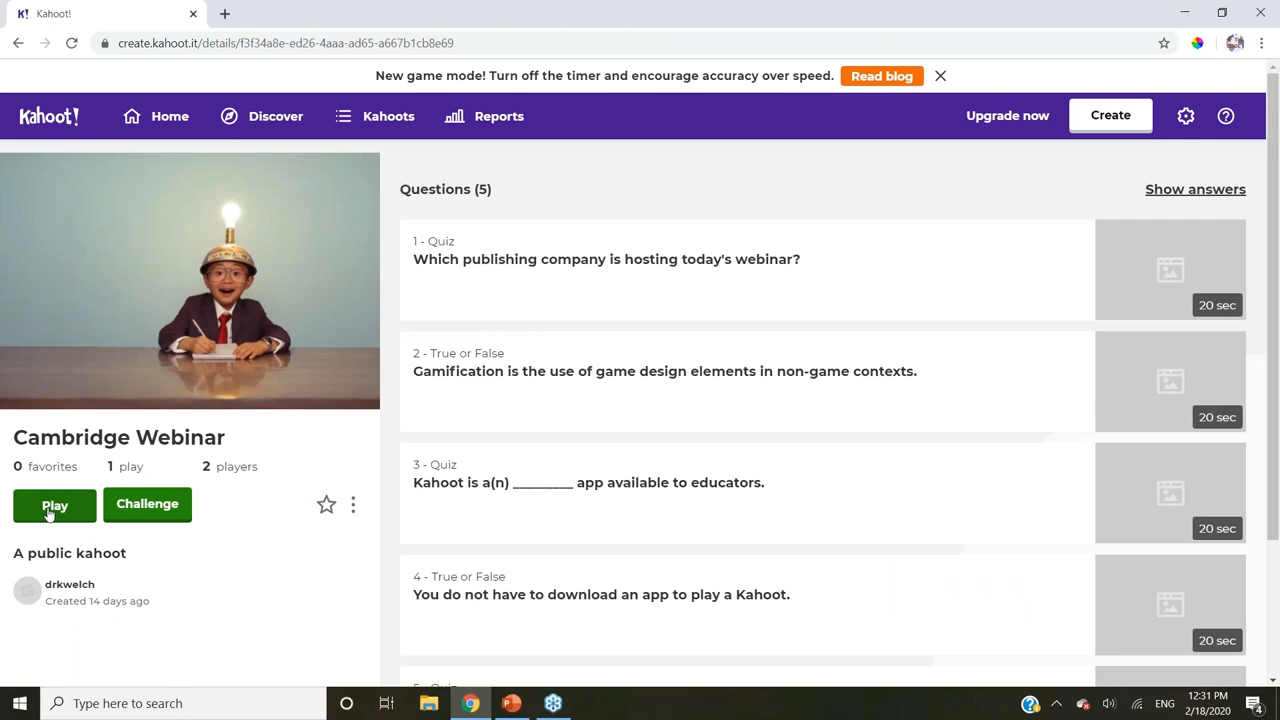 K! Kahoot!
create.kahoot.it/details/f3f34a8e-ed26-4aaa-ad65-a667b1cb8e69
New game mode! Turn off the timer and encourage accuracy over speed. Read blog
Kahoot! Home Discover Kahoots Reports Upgrade now Create
Questions (5) Show answers
1 - Quiz
Which publishing company is hosting today's webinar?
20 sec
2 - True or False
Gamification is the use of game design elements in non-game contexts.
20 sec
3 - Quiz
Kahoot is a(n) _________ app available to educators.
20 sec
4 - True or False
You do not have to download an app to play a Kahoot.
20 sec
Cambridge Webinar
0 favorites 1 play 2 players
Play Challenge
A public kahoot
drkwelch
Created 14 days ago
Type here to search
ENG
12:31 PM
2/18/2020
4